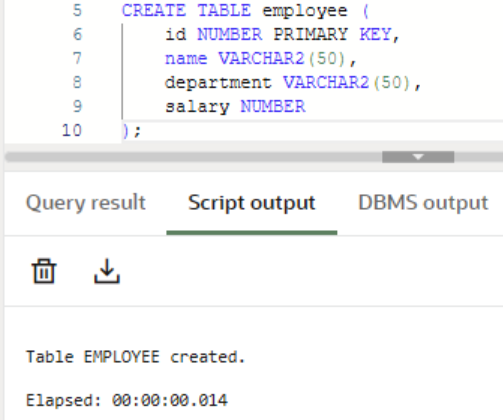 5 CREATE TABLE employee (
6 id NUMBER PRIMARY KEY,
7 name VARCHAR2(50),
8 department VARCHAR2(50),
9 salary NUMBER
10 );
Query result Script output DBMS output
Table EMPLOYEE created.
Elapsed: 00:00:00.014